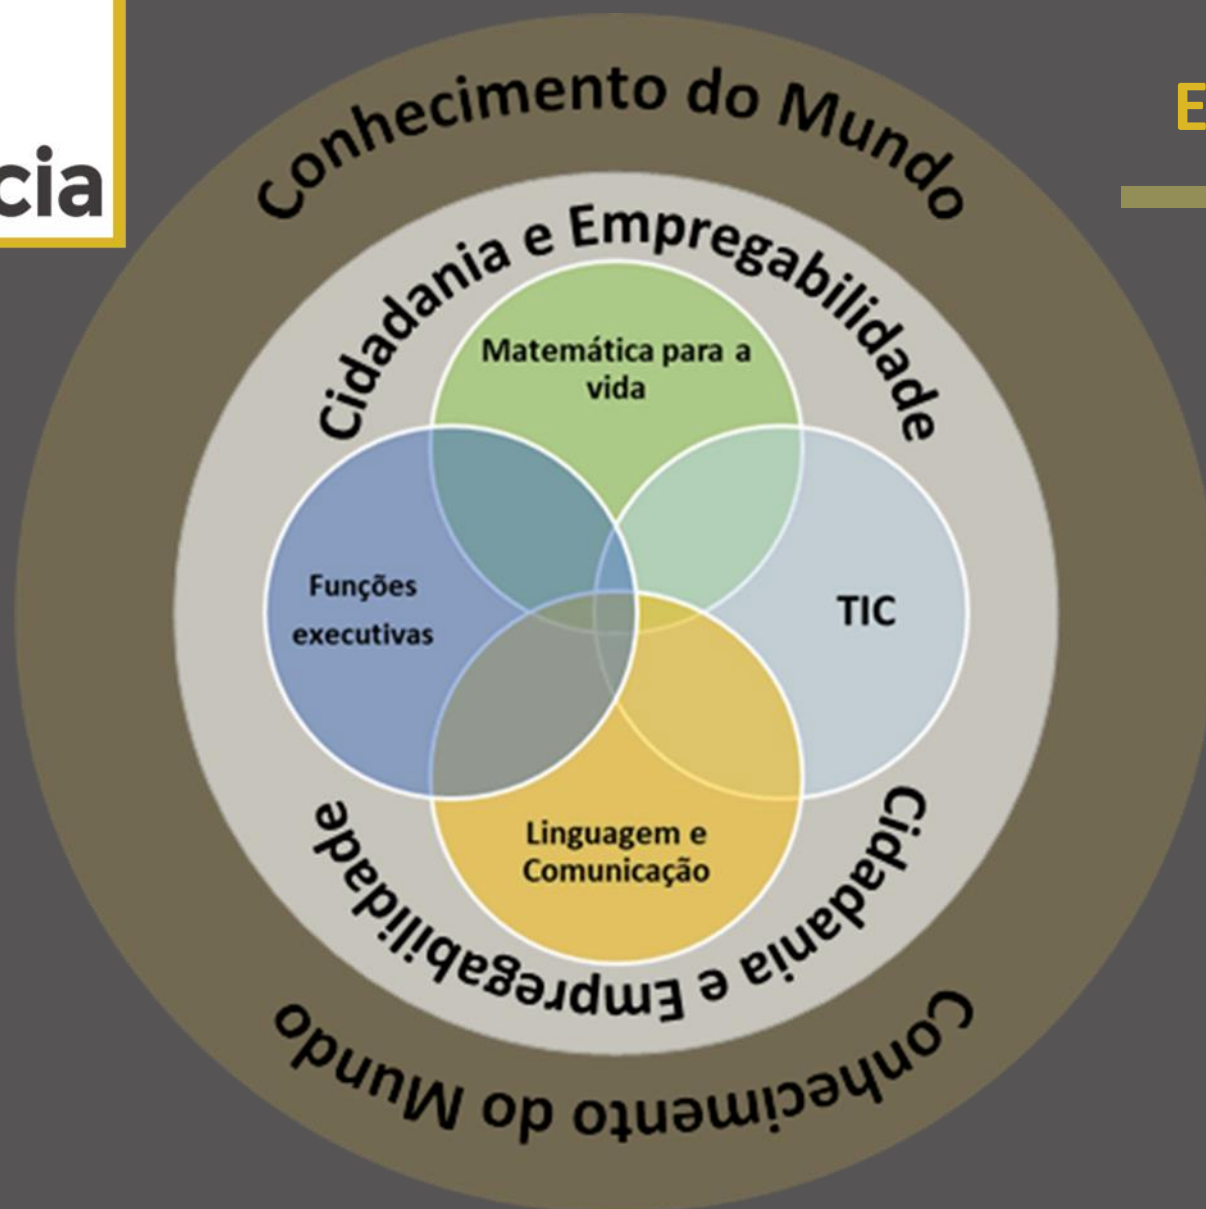 cia
E
Conhecimento do Mundo
Cidadania e Empregabilidade
Matemática para a
vida
Funções
executivas
TIC
Linguagem e
Comunicação
Cidadania e Empregabilidade
Conhecimento do Mundo